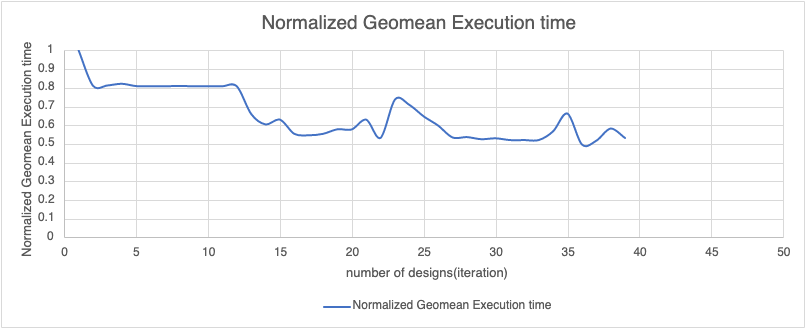 Normalized Geomean Execution time
Normalized Geomean Execution time
1
0.9
0.8
0.7
0.6
0.5
0.4
0.3
0.2
0.1
0
0 5 10 15 20 25 30 35 40 45 50
number of designs(iteration)
Normalized Geomean Execution time